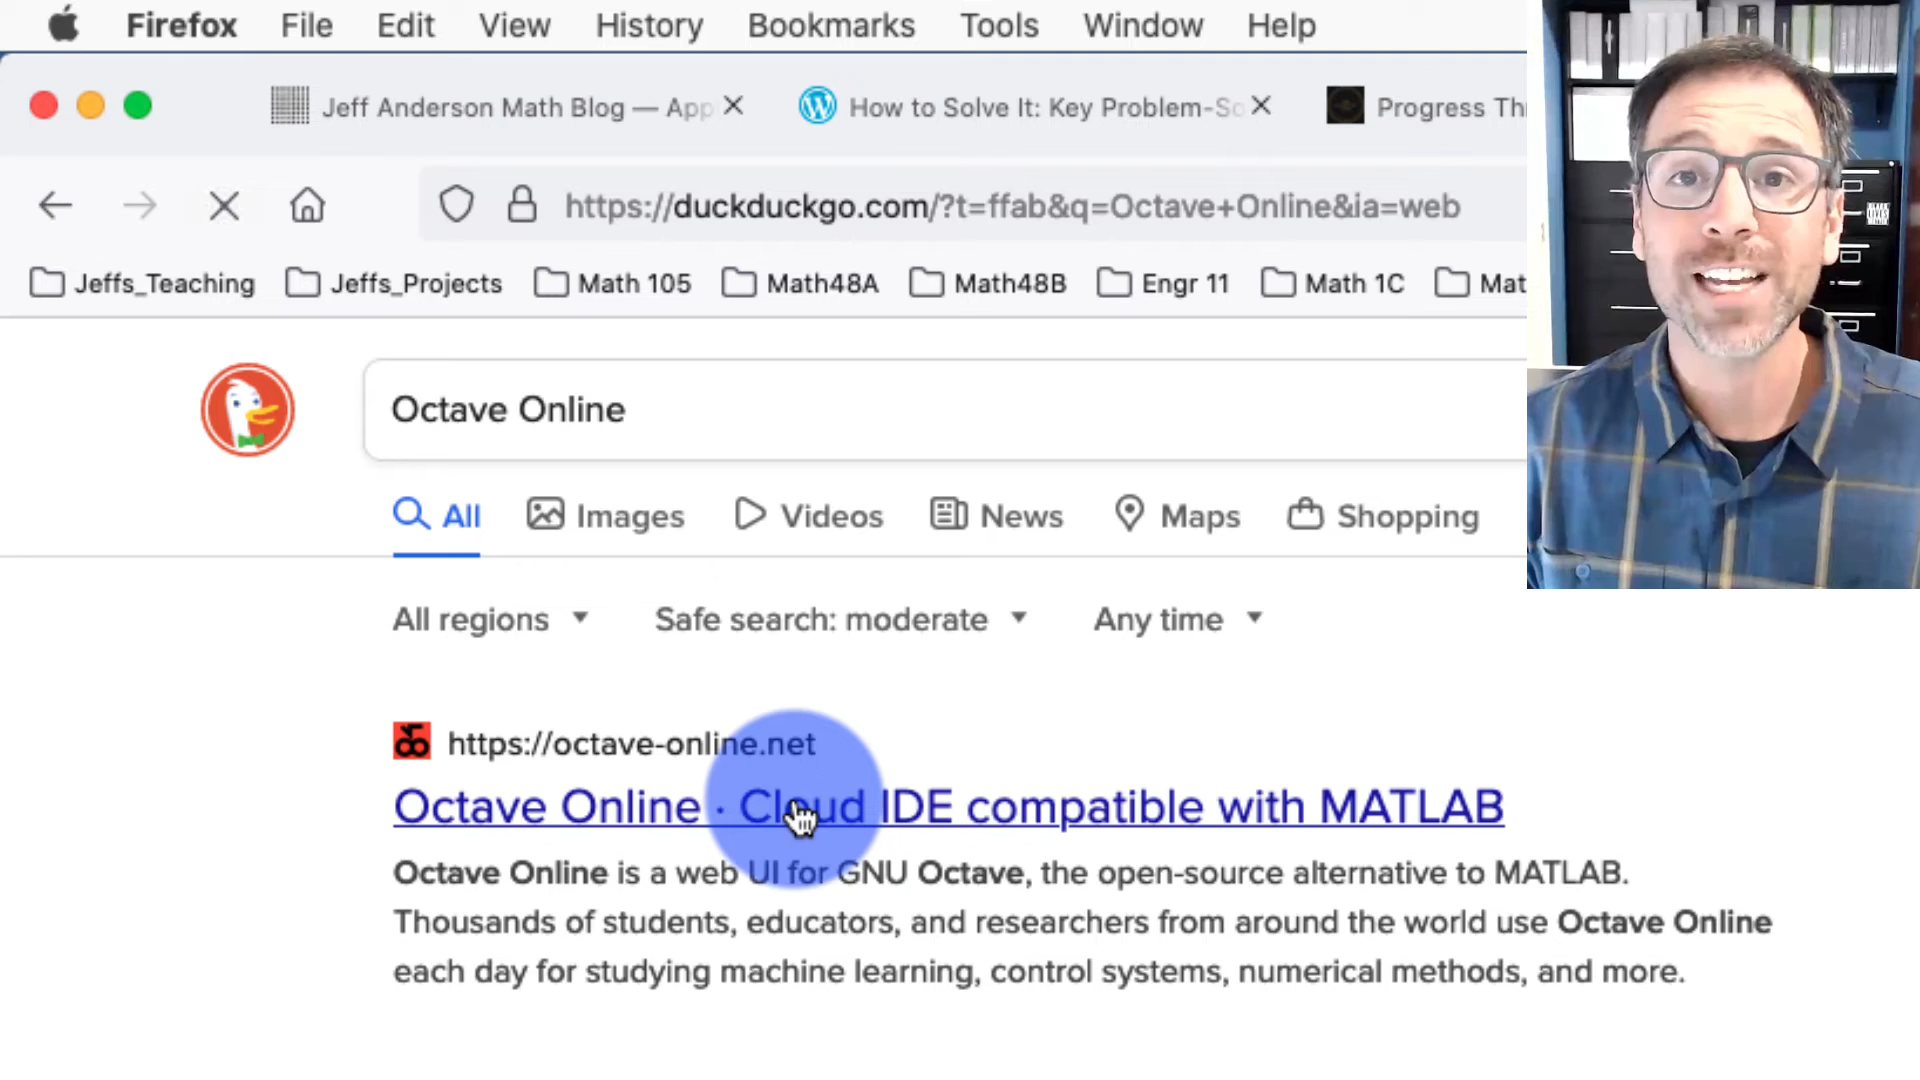 Firefox File Edit View History Bookmarks Tools Window Help
Jeff Anderson Math Blog — App How to Solve It: Key Problem-So Progress Th
https://duckduckgo.com/?t=ffab&q=Octave+Online&ia=web
Jeffs_Teaching Jeffs_Projects Math 105 Math48A Math48B Engr 11 Math 1C Mat
Octave Online
All Images Videos News Maps Shopping
All regions Safe search: moderate Any time
https://octave-online.net
Octave Online · Cloud IDE compatible with MATLAB
Octave Online is a web UI for GNU Octave, the open-source alternative to MATLAB.
Thousands of students, educators, and researchers from around the world use Octave Online
each day for studying machine learning, control systems, numerical methods, and more.